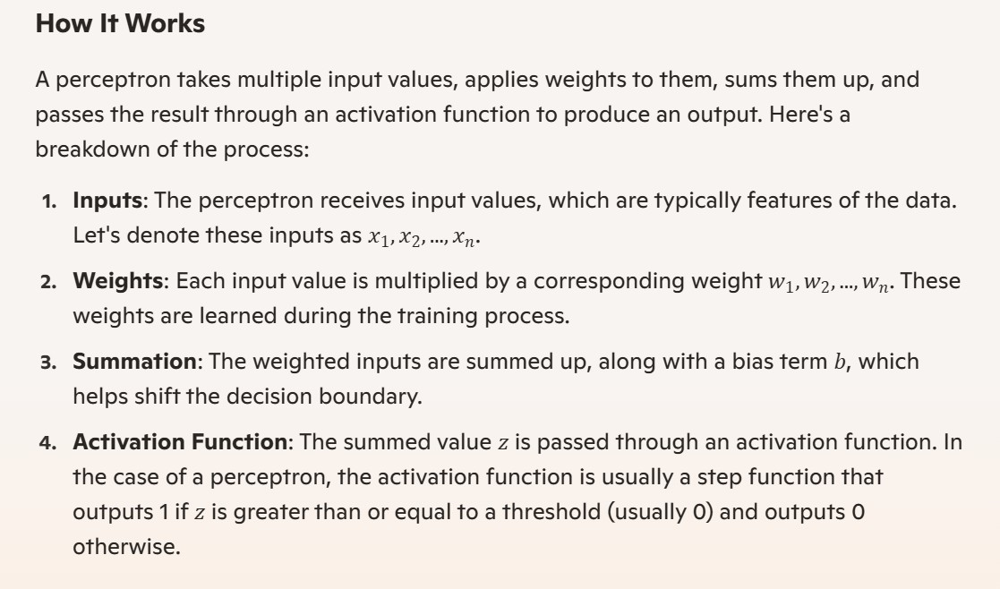 How It Works
A perceptron takes multiple input values, applies weights to them, sums them up, and
passes the result through an activation function to produce an output. Here's a
breakdown of the process:
1. Inputs: The perceptron receives input values, which are typically features of the data.
Let's denote these inputs as x₁, x₂, ..., xₙ.
2. Weights: Each input value is multiplied by a corresponding weight w₁, w₂, ..., wₙ. These
weights are learned during the training process.
3. Summation: The weighted inputs are summed up, along with a bias term b, which
helps shift the decision boundary.
4. Activation Function: The summed value z is passed through an activation function. In
the case of a perceptron, the activation function is usually a step function that
outputs 1 if z is greater than or equal to a threshold (usually 0) and outputs 0
otherwise.